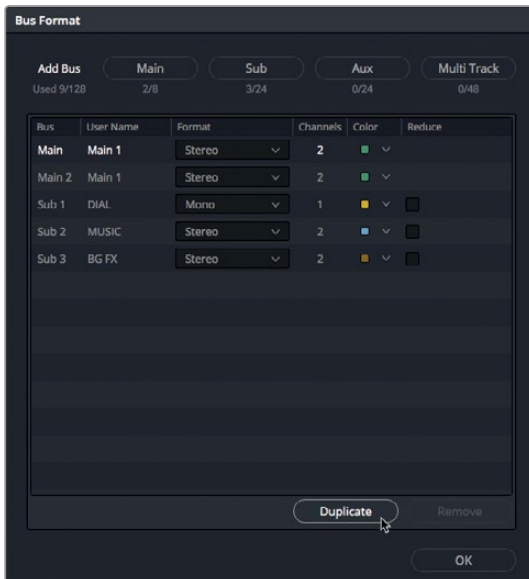 Bus Format
Add Bus Main Sub Aux Multi Track
Used 9/128 2/8 3/24 0/24 0/48
Bus User Name Format Channels Color Reduce
Main Main 1 Stereo 2
Main 2 Main 1 Stereo 2
Sub 1 DIAL Mono 1
Sub 2 MUSIC Stereo 2
Sub 3 BG FX Stereo 2
Duplicate Remove
OK